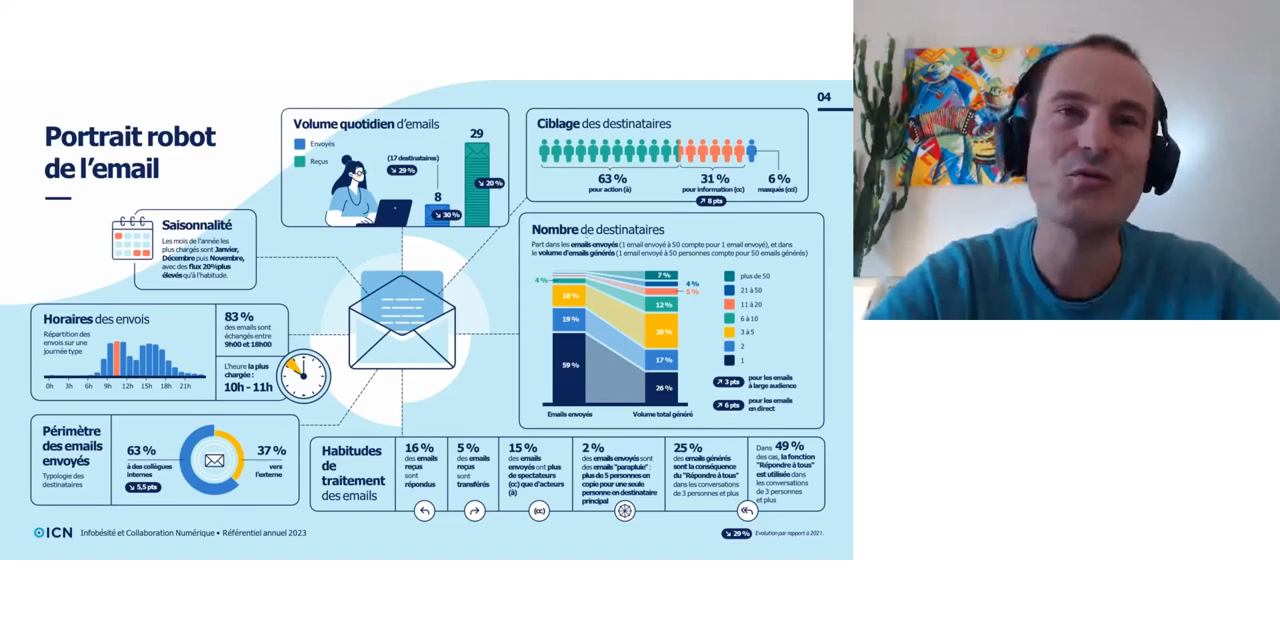 04
Portrait robot
de l'email
Volume quotidien d'emails
Envoyés
Reçus
(17 destinataires)
↘ 29 %
8
↘ 30 %
29
↘ 20 %
Ciblage des destinataires
63 %
pour action (à)
31 %
pour information (cc)
↗ 8 pts
6 %
masqués (cci)
Saisonnalité
Les mois de l'année les
plus chargés sont Janvier,
Décembre puis Novembre,
avec des flux 20% plus
élevés qu'à l'habitude.
Nombre de destinataires
Part dans les emails envoyés (1 email envoyé à 50 compte pour 1 email envoyé), et dans
le volume d'emails générés (1 email envoyé à 50 personnes compte pour 50 emails générés)
4 %
18 %
19 %
59 %
Emails envoyés
7 %
4 %
5 %
12 %
28 %
17 %
26 %
Volume total généré
plus de 50
21 à 50
11 à 20
6 à 10
3 à 5
2
1
↗ 3 pts
pour les emails
à large audience
↗ 6 pts
pour les emails
en direct
Horaires des envois
Répartition des
envois sur une
journée type
0h 3h 6h 9h 12h 15h 18h 21h
83 %
des emails sont
échangés entre
9h00 et 18h00
L'heure la plus
chargée :
10h - 11h
Périmètre
des emails
envoyés
Typologie des
destinataires
63 %
à des collègues
internes
↘ 5,5 pts
37 %
vers
l'externe
Habitudes
de
traitement
des emails
16 %
des emails
reçus
sont
répondus
5 %
des emails
reçus
sont
transférés
15 %
des emails
envoyés ont plus
de spectateurs
(cc) que d'acteurs
(à)
(cc)
2 %
des emails envoyés sont
des emails "parapluie" :
plus de 5 personnes en
copie pour une seule
personne en destinataire
principal
25 %
des emails générés
sont la conséquence
du "Répondre à tous"
dans les conversations
de 3 personnes et plus
Dans 49 %
des cas, la fonction
"Répondre à tous"
est utilisée dans
les conversations
de 3 personnes
et plus
OICN Infobésité et Collaboration Numérique • Référentiel annuel 2023
↘ 29 % Evolution par rapport à 2021.